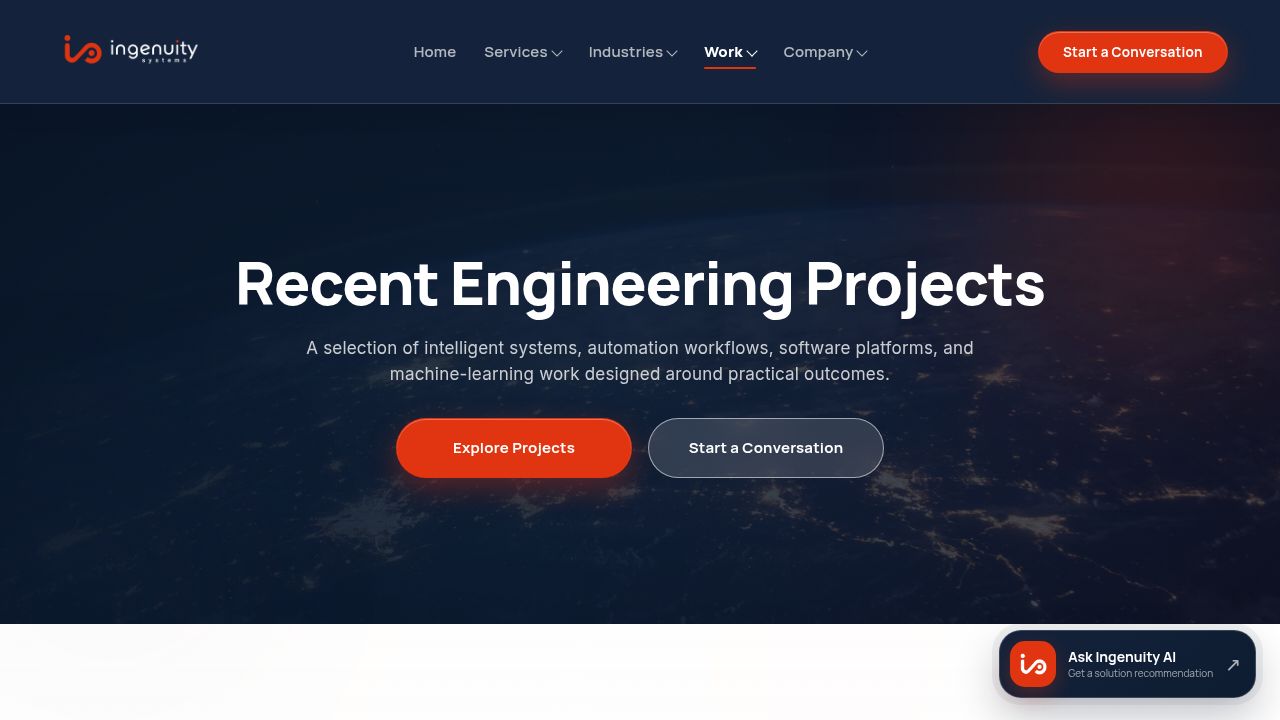 ingenuity
systems
Home
Services
Industries
Work
Company
Start a Conversation
Recent Engineering Projects
A selection of intelligent systems, automation workflows, software platforms, and
machine-learning work designed around practical outcomes.
Explore Projects
Start a Conversation
Ask Ingenuity AI
Get a solution recommendation